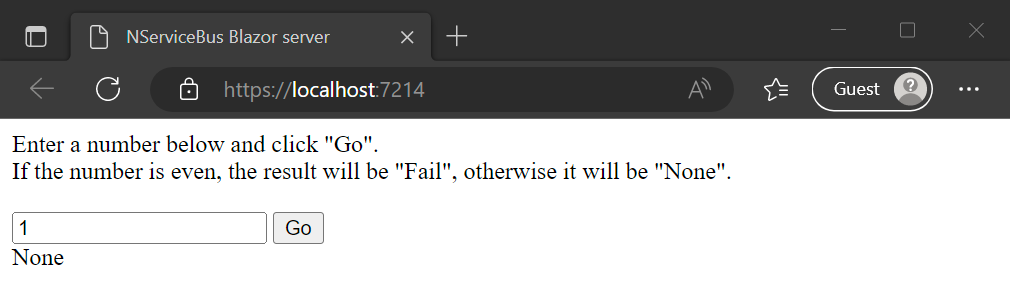 NServiceBus Blazor server
https://localhost:7214
Guest
Enter a number below and click "Go".
If the number is even, the result will be "Fail", otherwise it will be "None".
1 Go
None